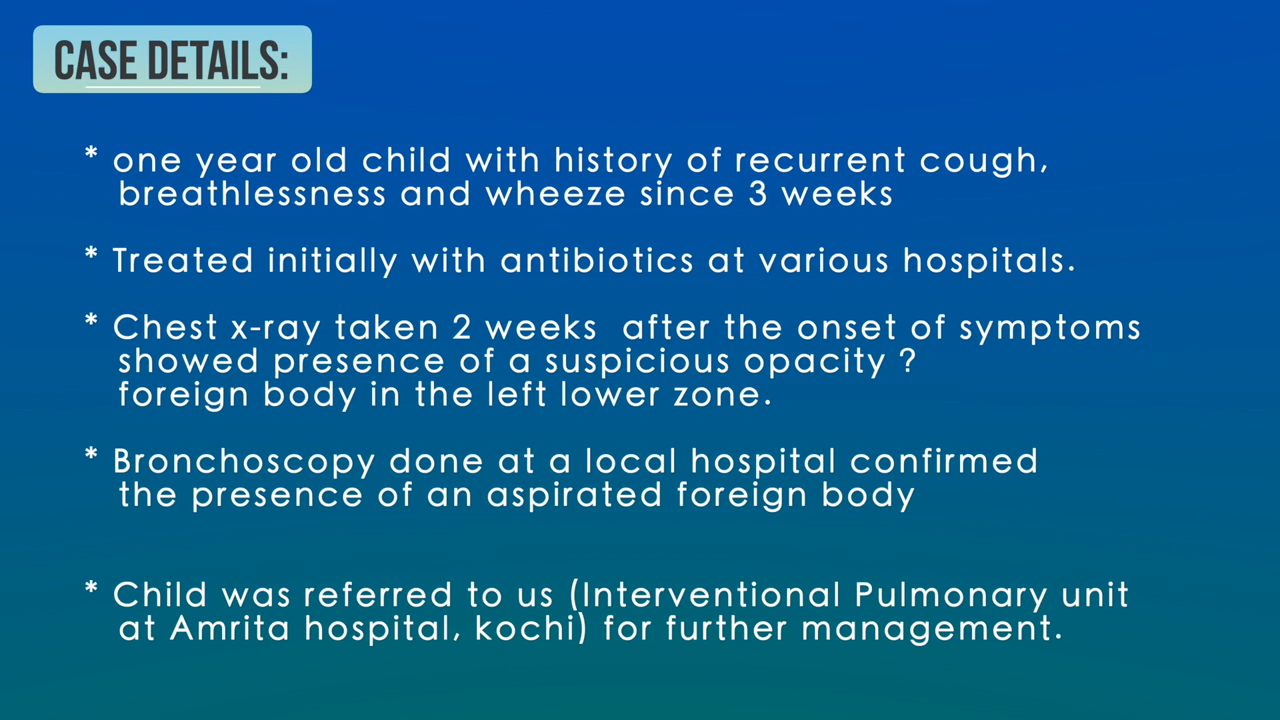 CASE DETAILS:
* one year old child with history of recurrent cough,
breathlessness and wheeze since 3 weeks
* Treated initially with antibiotics at various hospitals.
* Chest x-ray taken 2 weeks  after the onset of symptoms
showed presence of a suspicious opacity ?
foreign body in the left lower zone.
* Bronchoscopy done at a local hospital confirmed
the presence of an aspirated foreign body
* Child was referred to us (Interventional Pulmonary unit
at Amrita hospital, kochi) for further management.